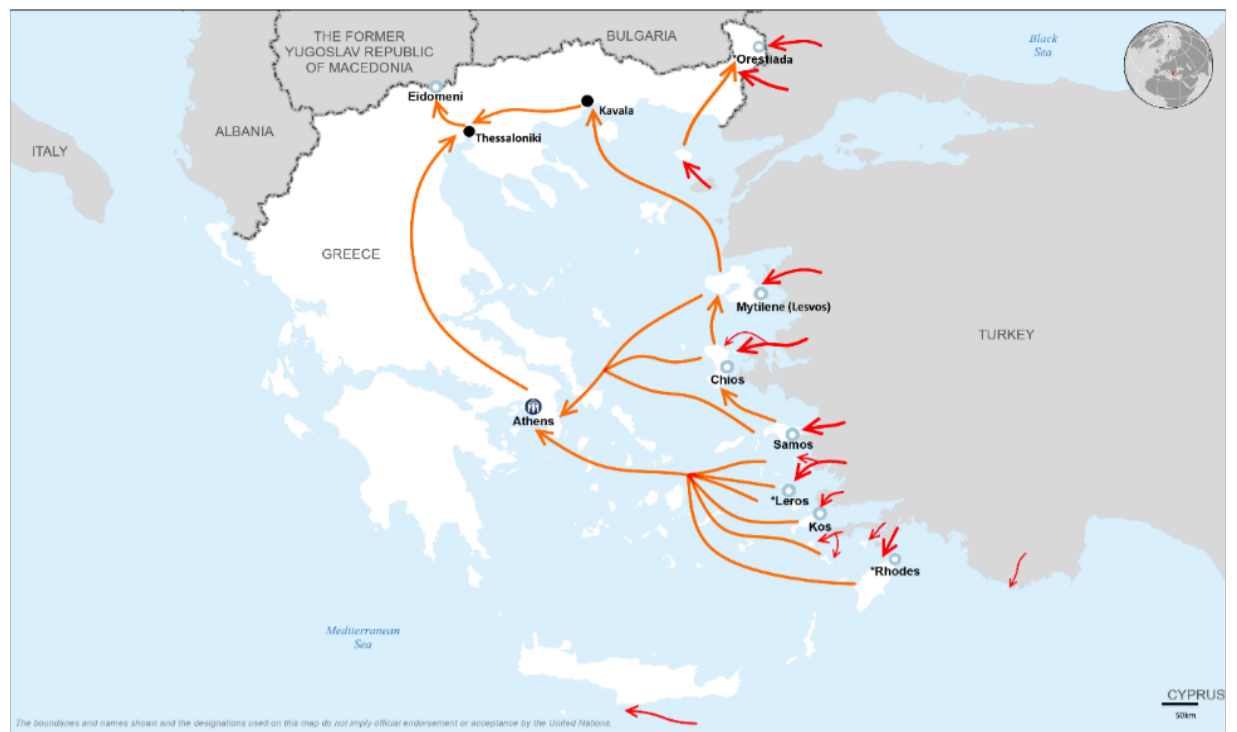 THE FORMER
YUGOSLAV REPUBLIC
OF MACEDONIA
BULGARIA
Black
Sea
*Orestiada
Eidomeni
Kavala
ALBANIA
Thessaloniki
ITALY
GREECE
Mytilene (Lesvos)
TURKEY
Chios
Athens
Samos
*Leros
Kos
*Rhodes
Mediterranean
Sea
CYPRUS
50km
The boundaries and names shown and the designations used on this map do not imply official endorsement or acceptance by the United Nations.